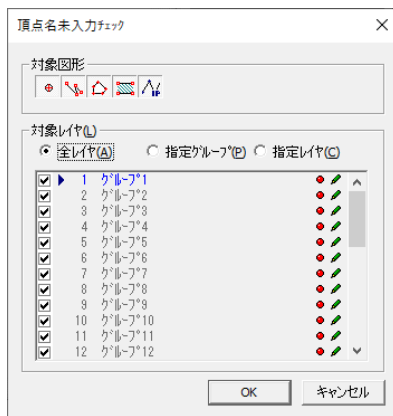 頂点名未入力ﾁｪｯｸ
対象図形
IP
対象ﾚｲﾔ(L)
全ﾚｲﾔ(A) 指定ｸﾞﾙｰﾌﾟ(P) 指定ﾚｲﾔ(C)
1 ｸﾞﾙｰﾌﾟ1
2 ｸﾞﾙｰﾌﾟ2
3 ｸﾞﾙｰﾌﾟ3
4 ｸﾞﾙｰﾌﾟ4
5 ｸﾞﾙｰﾌﾟ5
6 ｸﾞﾙｰﾌﾟ6
7 ｸﾞﾙｰﾌﾟ7
8 ｸﾞﾙｰﾌﾟ8
9 ｸﾞﾙｰﾌﾟ9
10 ｸﾞﾙｰﾌﾟ10
11 ｸﾞﾙｰﾌﾟ11
12 ｸﾞﾙｰﾌﾟ12
OK ｷｬﾝｾﾙ